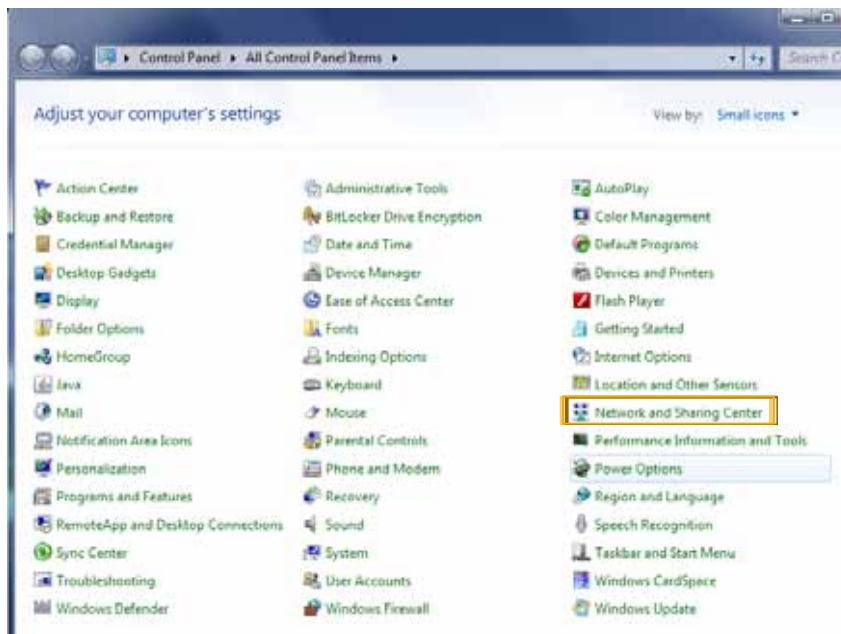 Control Panel ▸ All Control Panel Items ▸
Adjust your computer's settings
View by: Small icons
Action Center Administrative Tools AutoPlay
Backup and Restore BitLocker Drive Encryption Color Management
Credential Manager Date and Time Default Programs
Desktop Gadgets Device Manager Devices and Printers
Display Ease of Access Center Flash Player
Folder Options Fonts Getting Started
HomeGroup Indexing Options Internet Options
Java Keyboard Location and Other Sensors
Mail Mouse Network and Sharing Center
Notification Area Icons Parental Controls Performance Information and Tools
Personalization Phone and Modem Power Options
Programs and Features Recovery Region and Language
RemoteApp and Desktop Connections Sound Speech Recognition
Sync Center System Taskbar and Start Menu
Troubleshooting User Accounts Windows CardSpace
Windows Defender Windows Firewall Windows Update